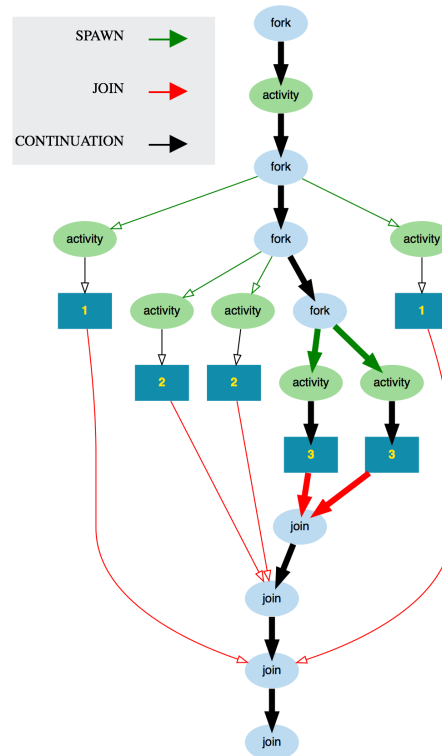 fork
SPAWN
JOIN
CONTINUATION
activity
fork
activity
fork
activity
1
activity
activity
fork
1
2
2
activity
activity
3
3
join
join
join
join